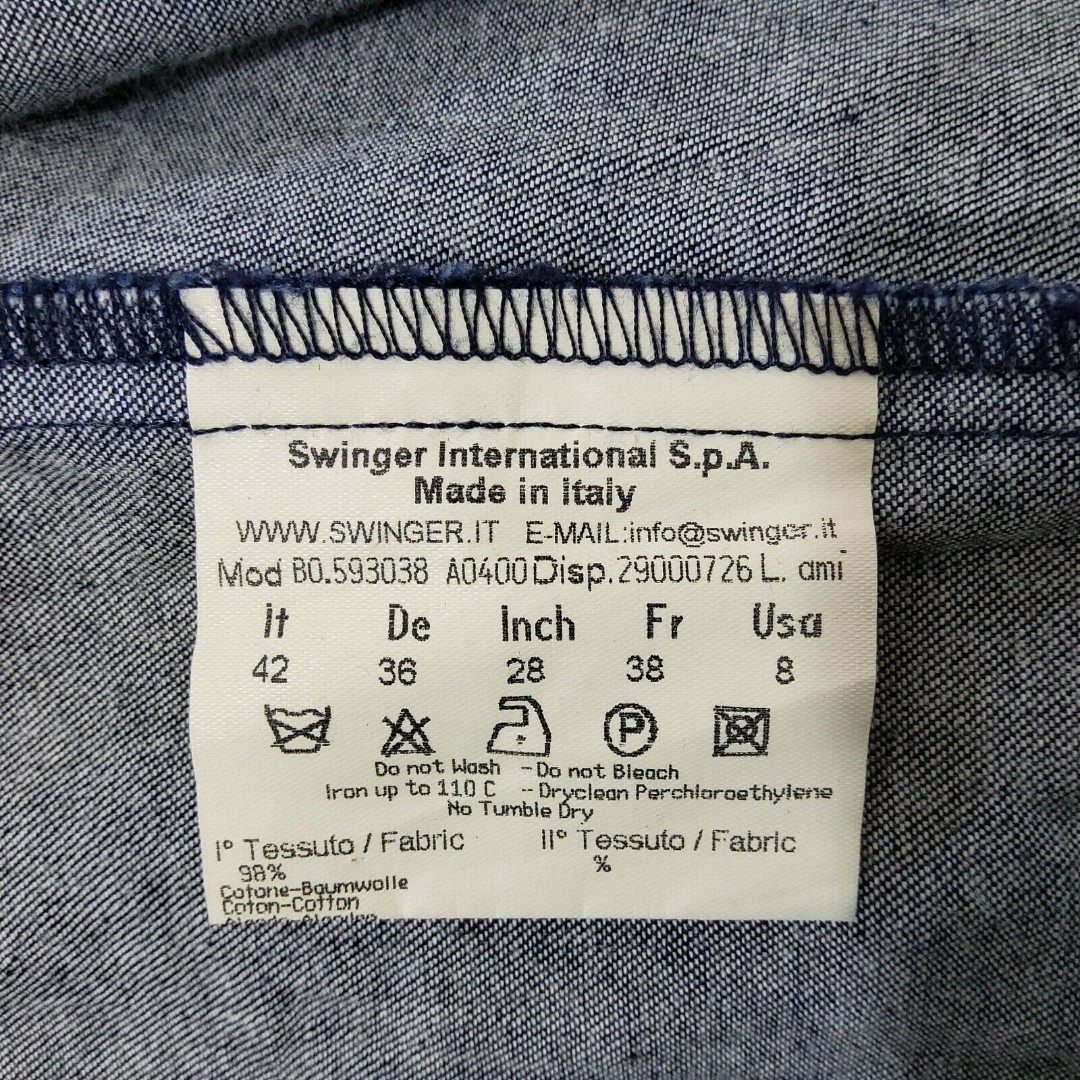 Swinger International S.p.A.
Made in Italy
WWW.SWINGER.IT E-MAIL:info@swinger.it
Mod B0.593038 A0400 Disp.29000726 L. ami
It De Inch Fr Usa
42 36 28 38 8
P
Do not Wash - Do not Bleach
Iron up to 110 C -- Dryclean Perchloroethylene
No Tumble Dry
I° Tessuto / Fabric II° Tessuto / Fabric
98% %
Cotone-Baumwolle
Coton-Cotton